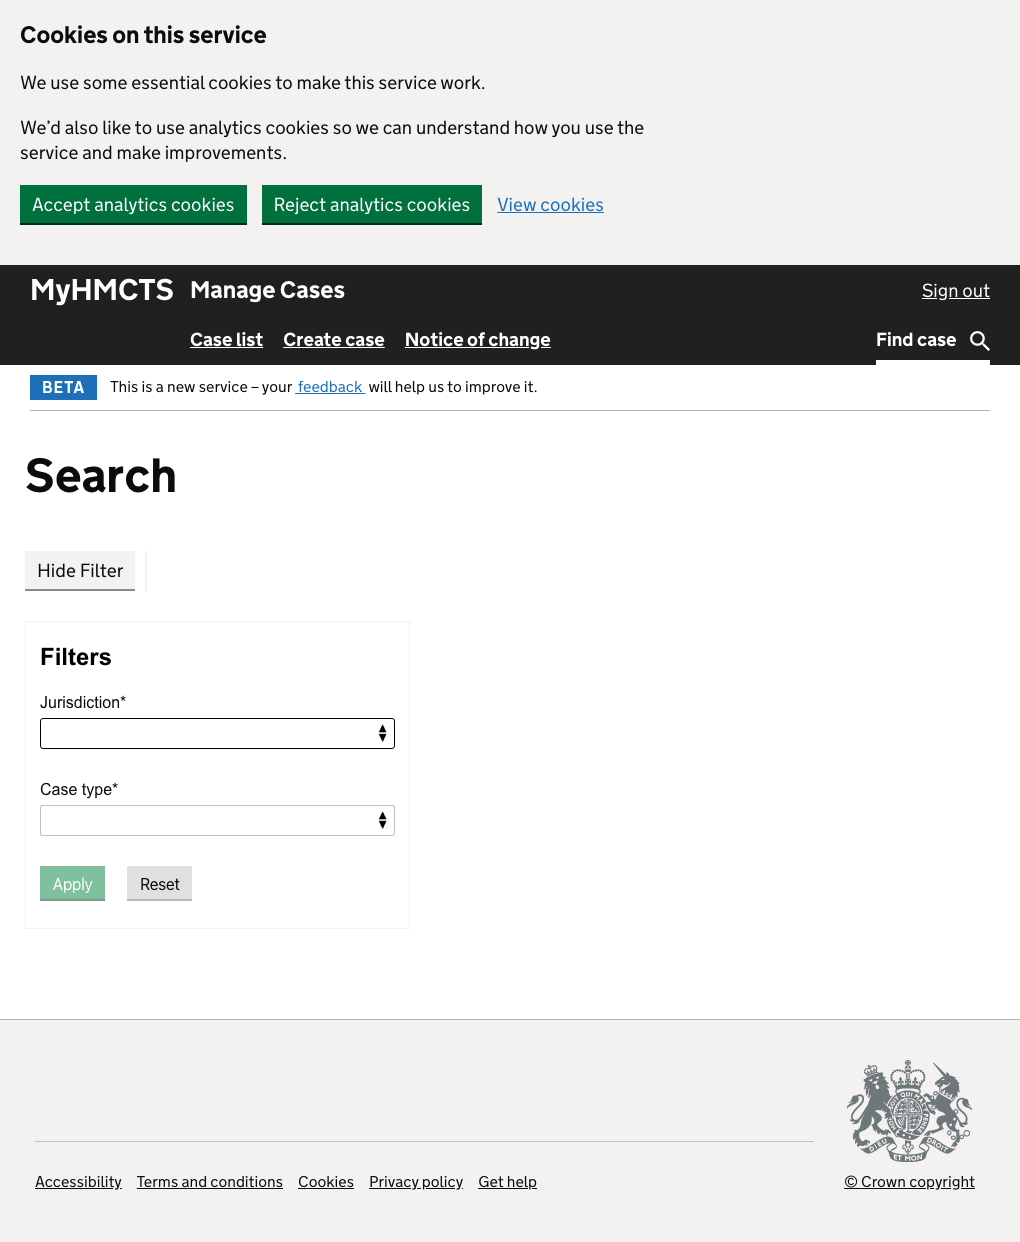 Cookies on this service
We use some essential cookies to make this service work.
We’d also like to use analytics cookies so we can understand how you use the
service and make improvements.
Accept analytics cookies Reject analytics cookies View cookies
MyHMCTS Manage Cases Sign out
Case list Create case Notice of change Find case
BETA This is a new service – your feedback will help us to improve it.
Search
Hide Filter
Filters
Jurisdiction*
Case type*
Apply Reset
DIEU ET MON DROIT
Accessibility Terms and conditions Cookies Privacy policy Get help © Crown copyright